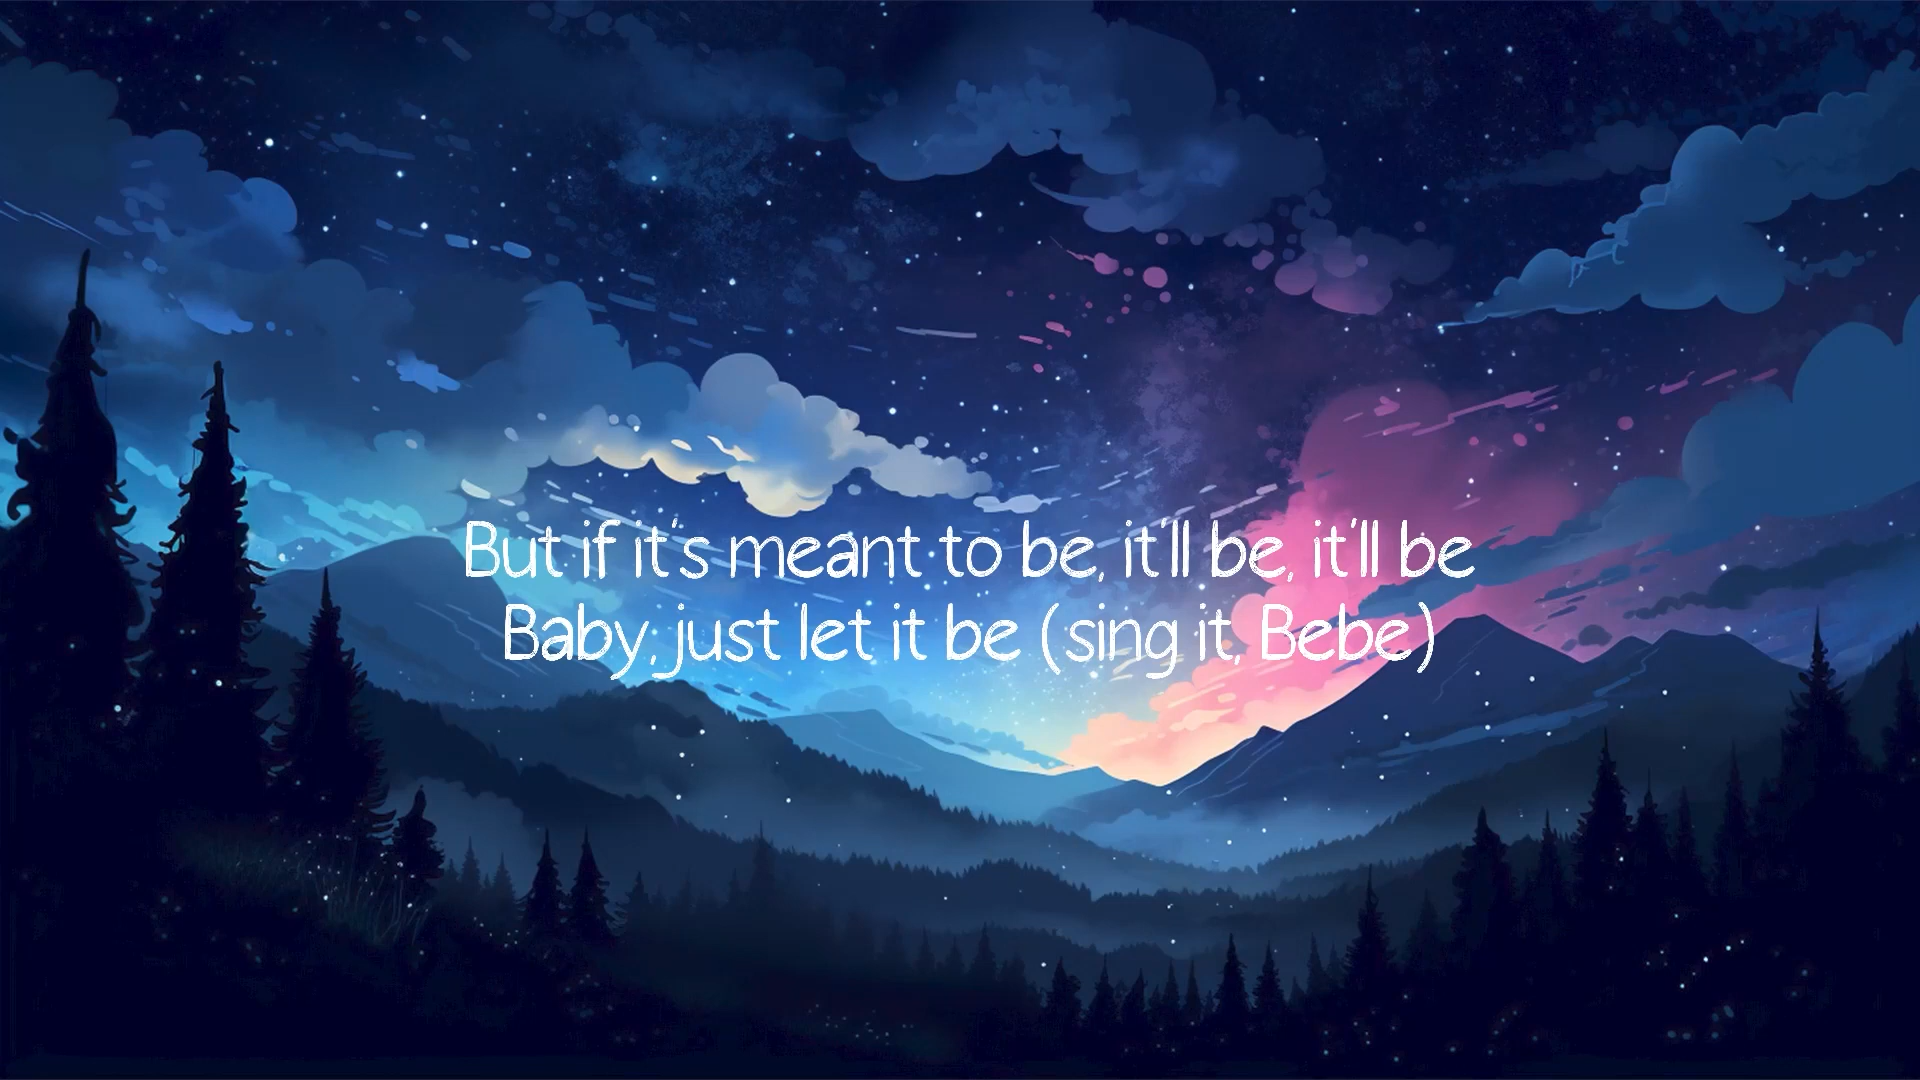 But if it's meant to be, it'll be, it'll be
Baby, just let it be (sing it, Bebe)